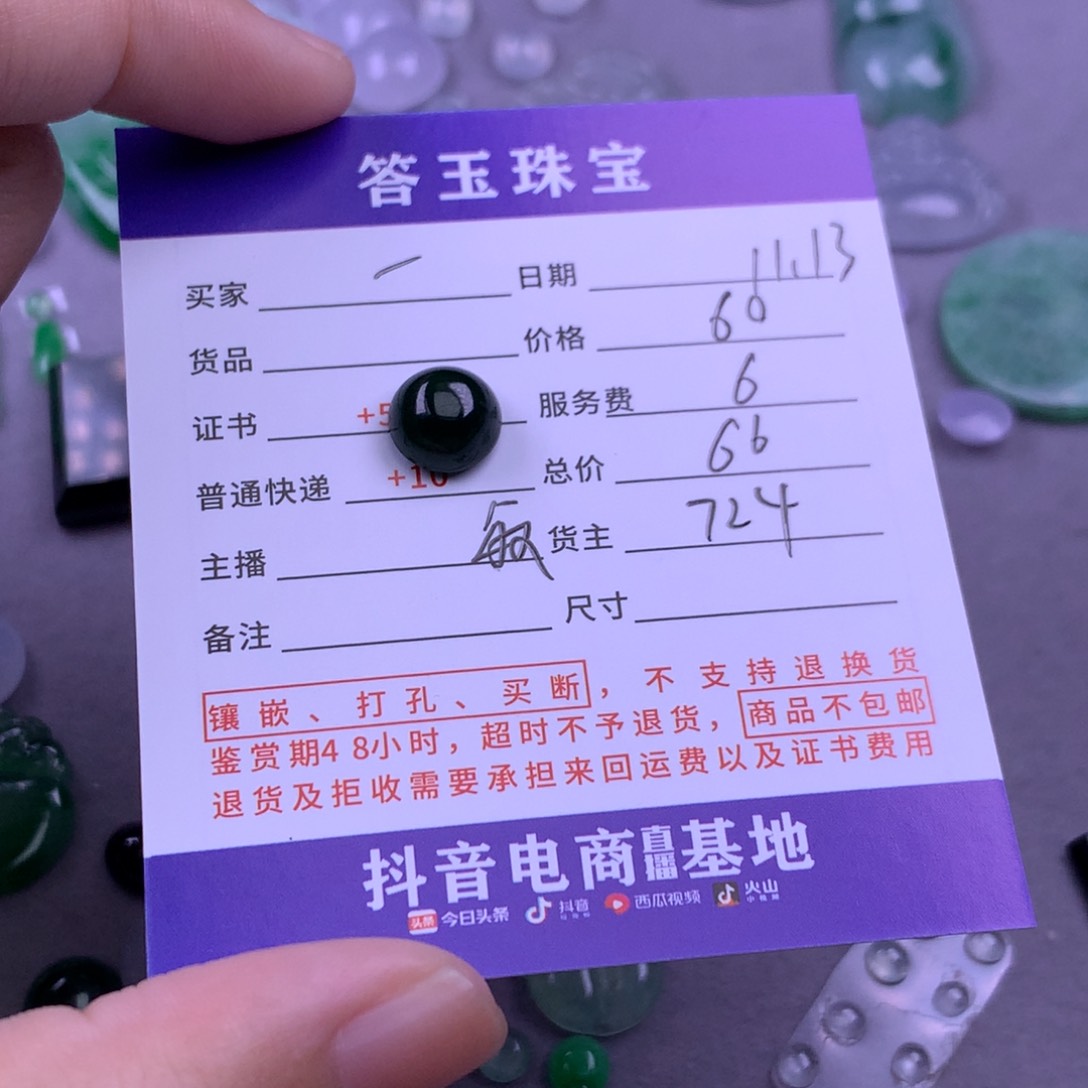 答玉珠宝
买家 一 日期 11.13
货品 价格 60
证书 +5 服务费 6
普通快递 +10 总价 66
主播 敏 货主 724
备注 尺寸
镶嵌、打孔、买断，不支持退换货
鉴赏期48小时，超时不予退货，商品不包邮
退货及拒收需要承担来回运费以及证书费用
抖音电商直播基地
头条 今日头条 抖音 西瓜视频 火山